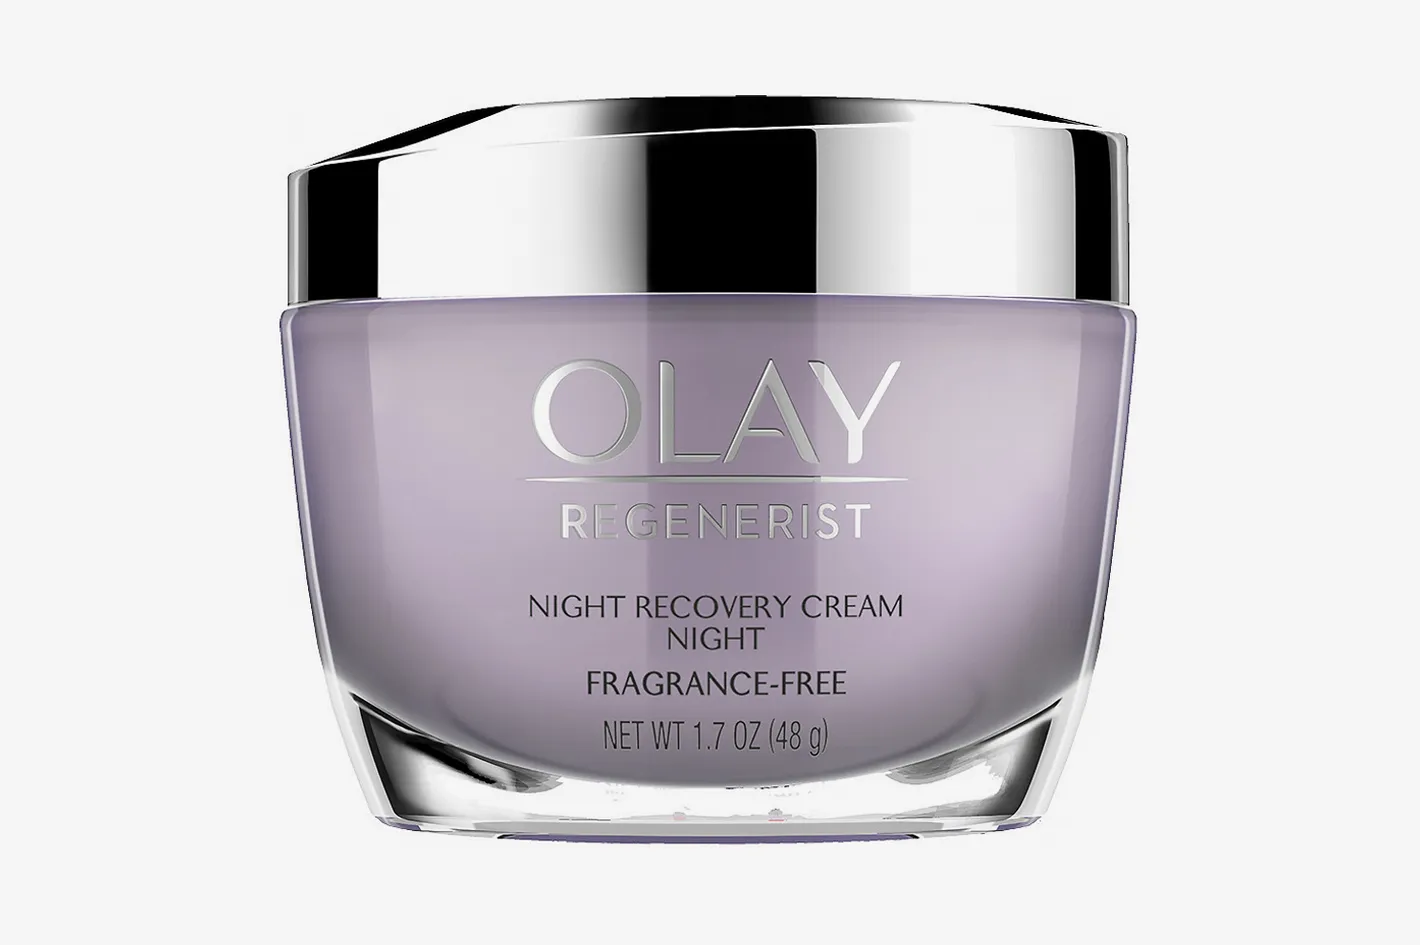 OLAY
REGENERIST
NIGHT RECOVERY CREAM
NIGHT
FRAGRANCE-FREE
NET WT 1.7 OZ (48 g)